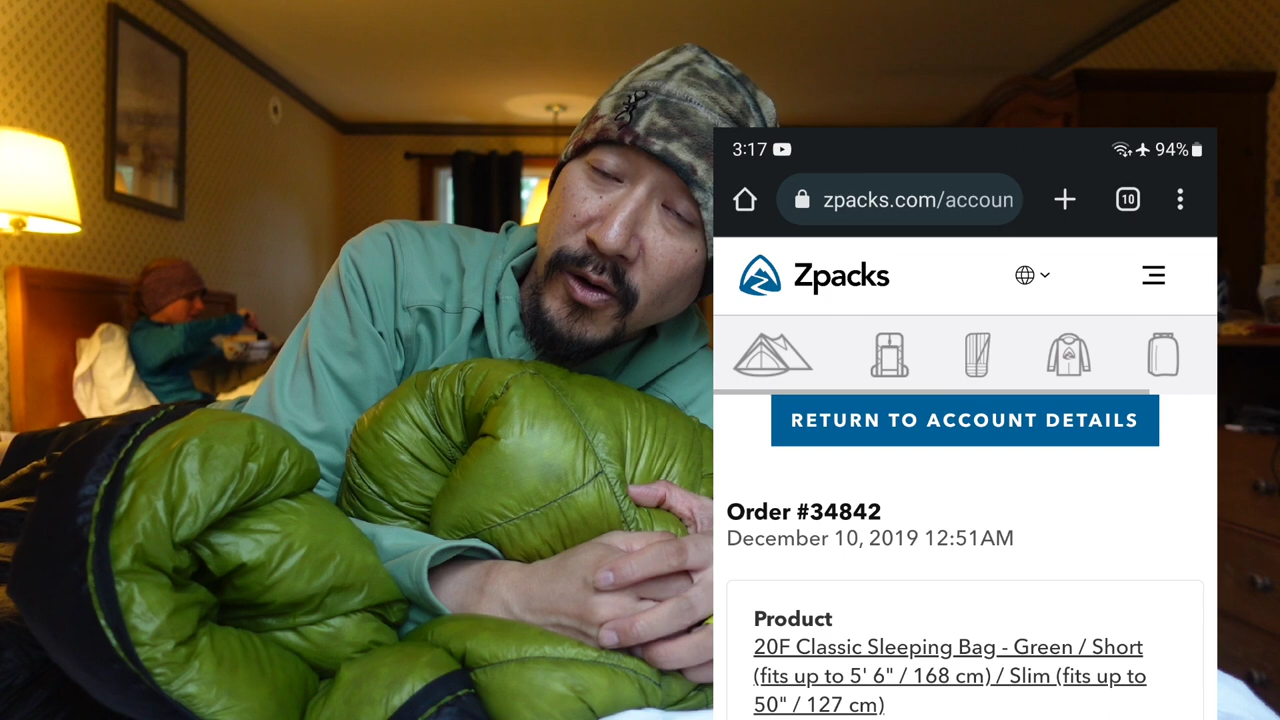 3:17 94%
zpacks.com/accoun 10
Zpacks
RETURN TO ACCOUNT DETAILS
Order #34842
December 10, 2019 12:51AM
Product
20F Classic Sleeping Bag - Green / Short
(fits up to 5' 6" / 168 cm) / Slim (fits up to
50" / 127 cm)